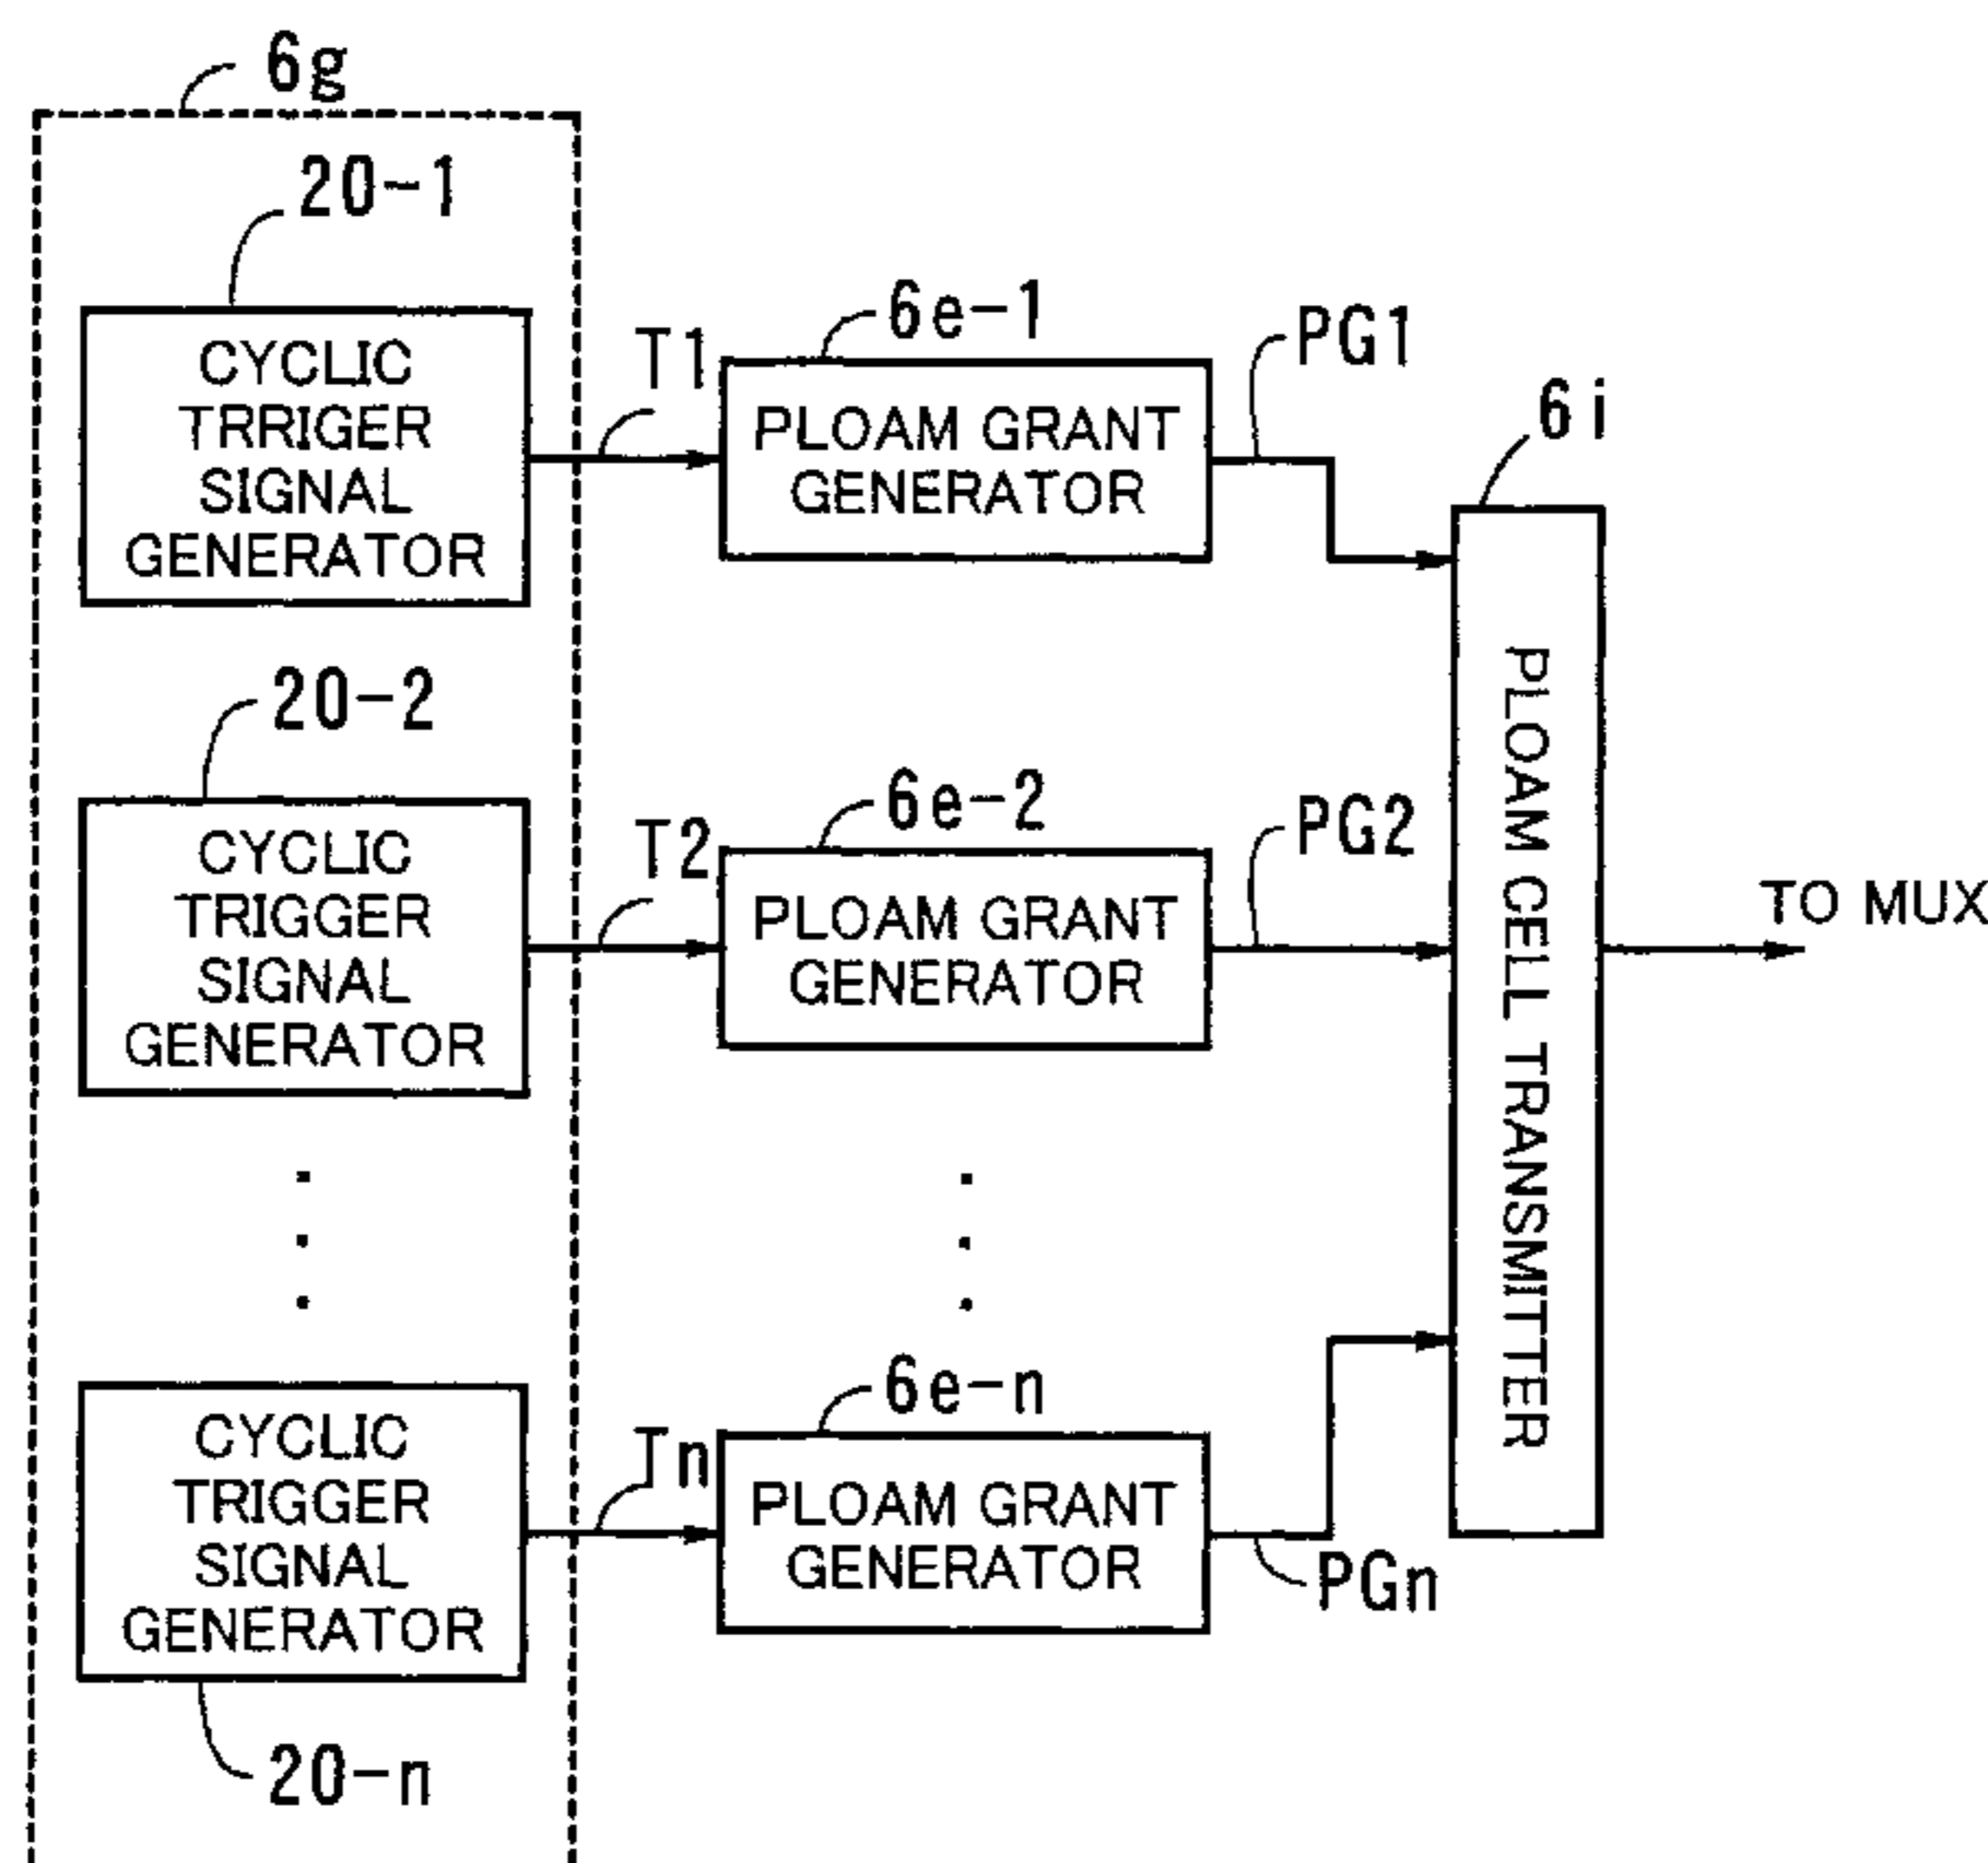 6g
20-1
CYCLIC
TRRIGER
SIGNAL
GENERATOR
T1
6e-1
PLOAM GRANT
GENERATOR
PG1
6i
20-2
CYCLIC
TRIGGER
SIGNAL
GENERATOR
T2
6e-2
PLOAM GRANT
GENERATOR
PG2
PLOAM CELL TRANSMITTER
TO MUX
CYCLIC
TRIGGER
SIGNAL
GENERATOR
20-n
Tn
6e-n
PLOAM GRANT
GENERATOR
PGn